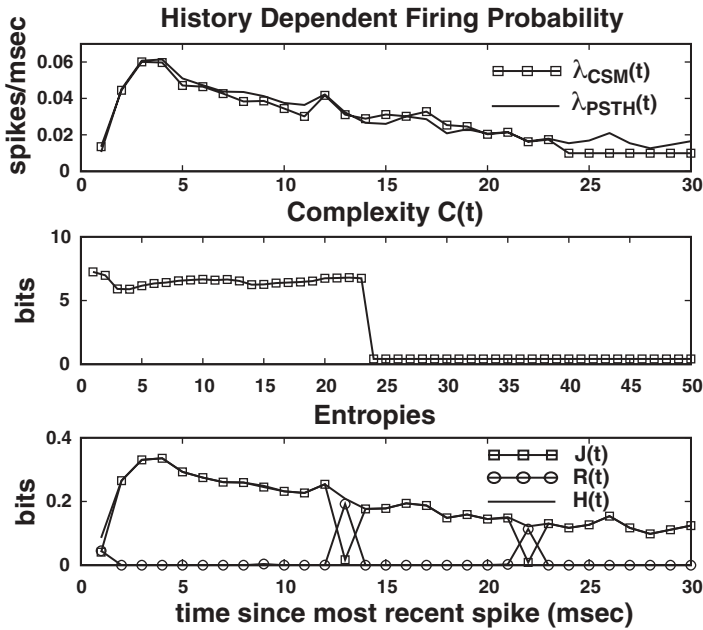 History Dependent Firing Probability
spikes/msec
0.06
0.04
0.02
0
λCSM(t)
λPSTH(t)
0 5 10 15 20 25 30
Complexity C(t)
bits
10
5
0
0 5 10 15 20 25 30 35 40 45 50
Entropies
bits
0.4
0.2
0
J(t)
R(t)
H(t)
0 5 10 15 20 25 30
time since most recent spike (msec)